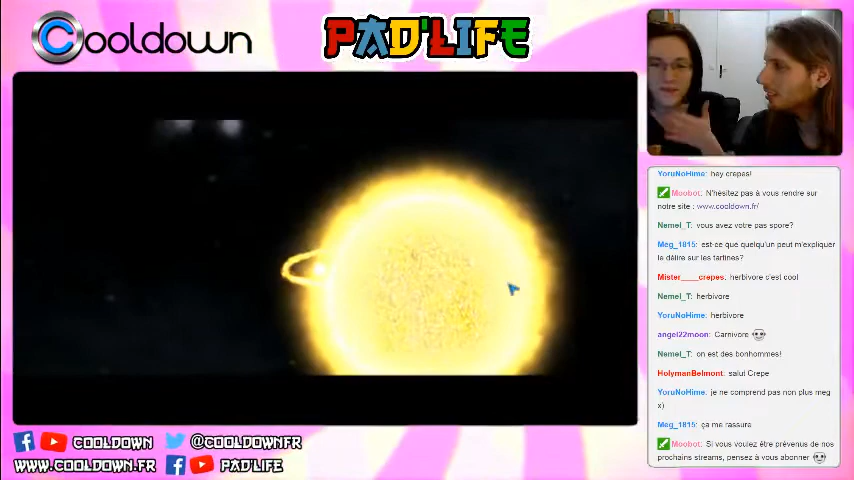 Cooldown
PAD'LIFE
YoruNoHime: hey crepes!
Moobot: N'hésitez pas à vous rendre sur
notre site : www.cooldown.fr/
Nemel_T: vous avez votre pas spore?
Meg_1815: est-ce que quelqu'un peut m'expliquer
le délire sur les tartines?
Mister____crepes: herbivore c'est cool
Nemel_T: herbivore
YoruNoHime: herbivore
angel22moon: Carnivore
Nemel_T: on est des bonhommes!
HolymanBelmont: salut Crepe
YoruNoHime: je ne comprend pas non plus meg
x)
Meg_1815: ça me rassure
Moobot: Si vous voulez être prévenus de nos
prochains streams, pensez à vous abonner
COOLDOWN @COOLDOWNFR
WWW.COOLDOWN.FR PAD'LIFE